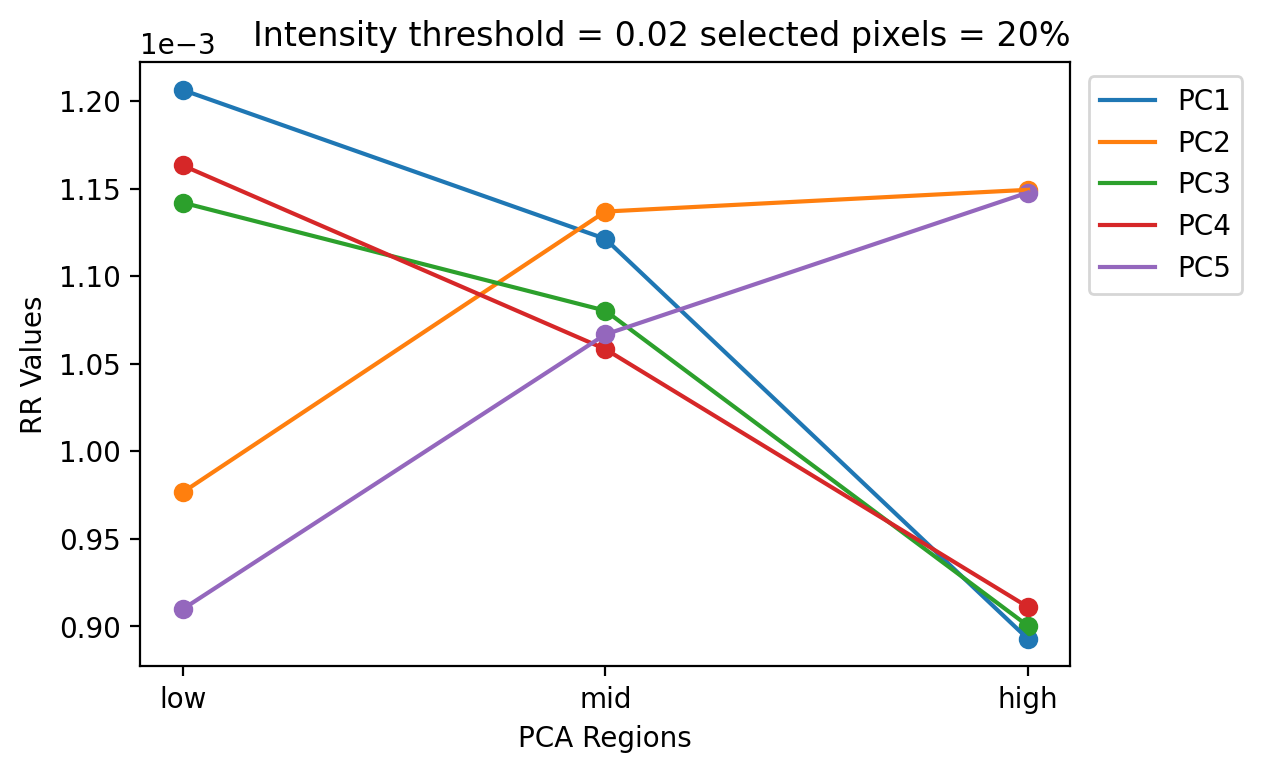 1e−3
Intensity threshold = 0.02 selected pixels = 20%
1.20
1.15
1.10
1.05
1.00
0.95
0.90
RR Values
low
mid
high
PCA Regions
PC1
PC2
PC3
PC4
PC5